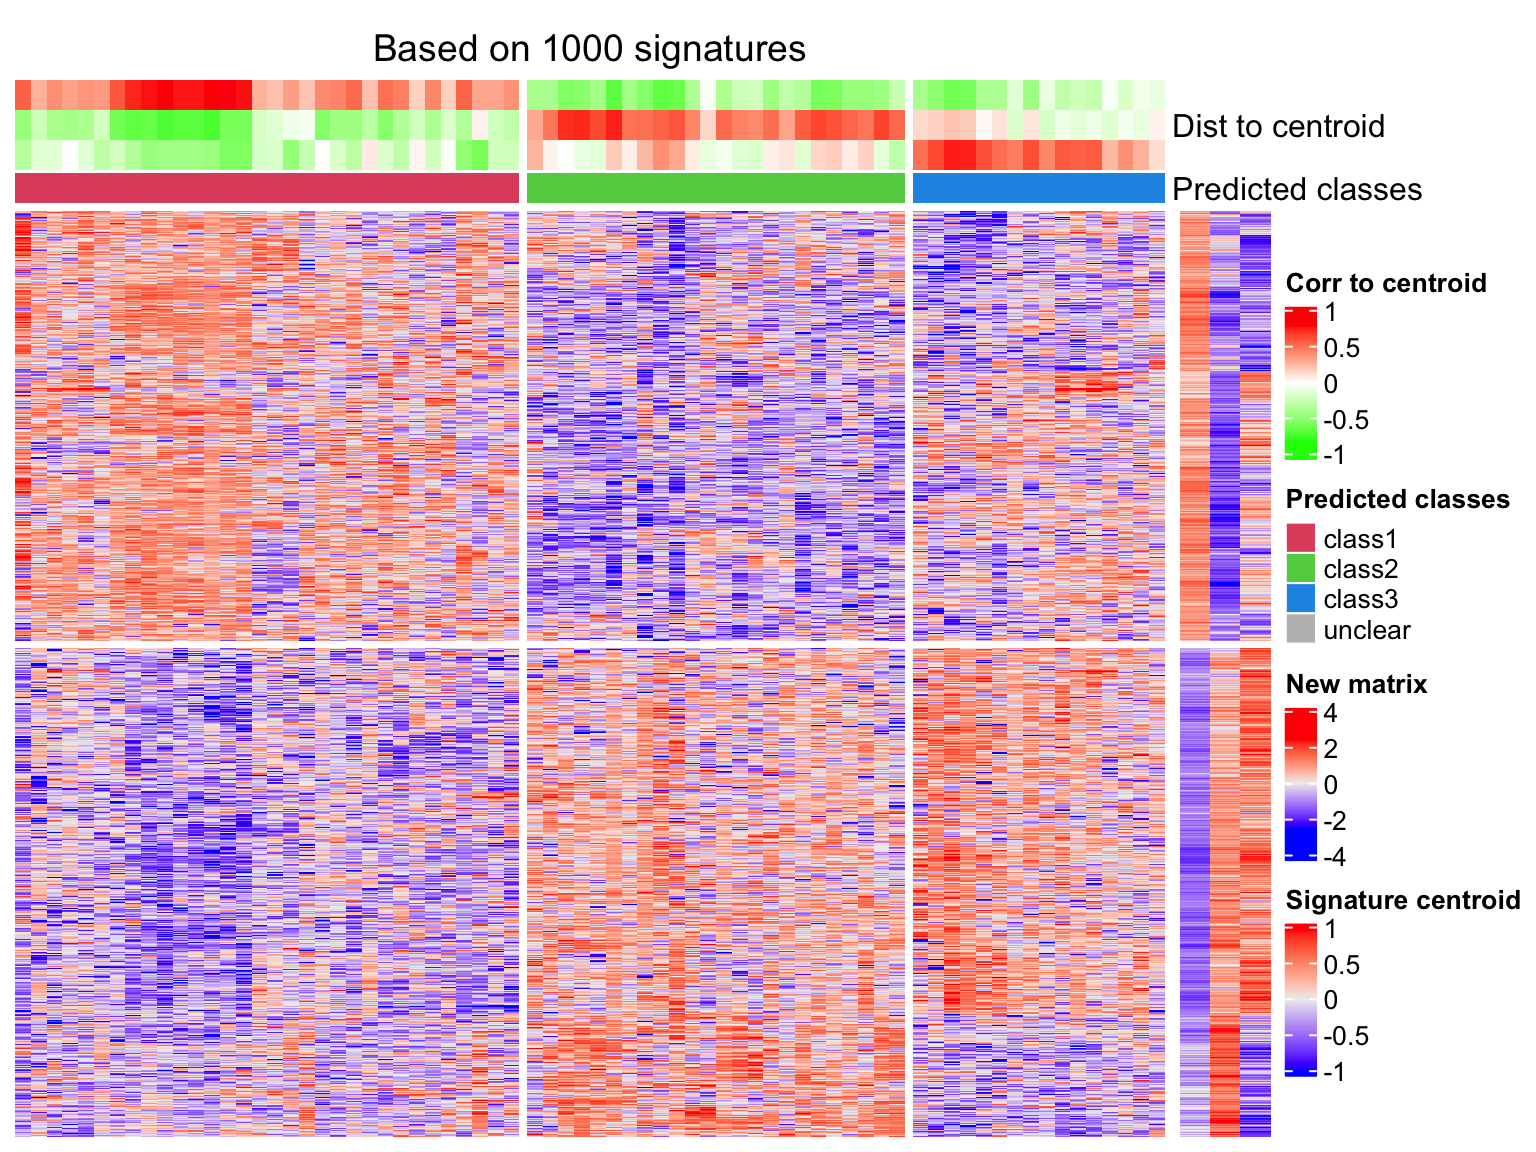 Based on 1000 signatures
Dist to centroid
Predicted classes
Corr to centroid
1
0.5
0
-0.5
-1
Predicted classes
class1
class2
class3
unclear
New matrix
4
2
0
-2
-4
Signature centroid
1
0.5
0
-0.5
-1